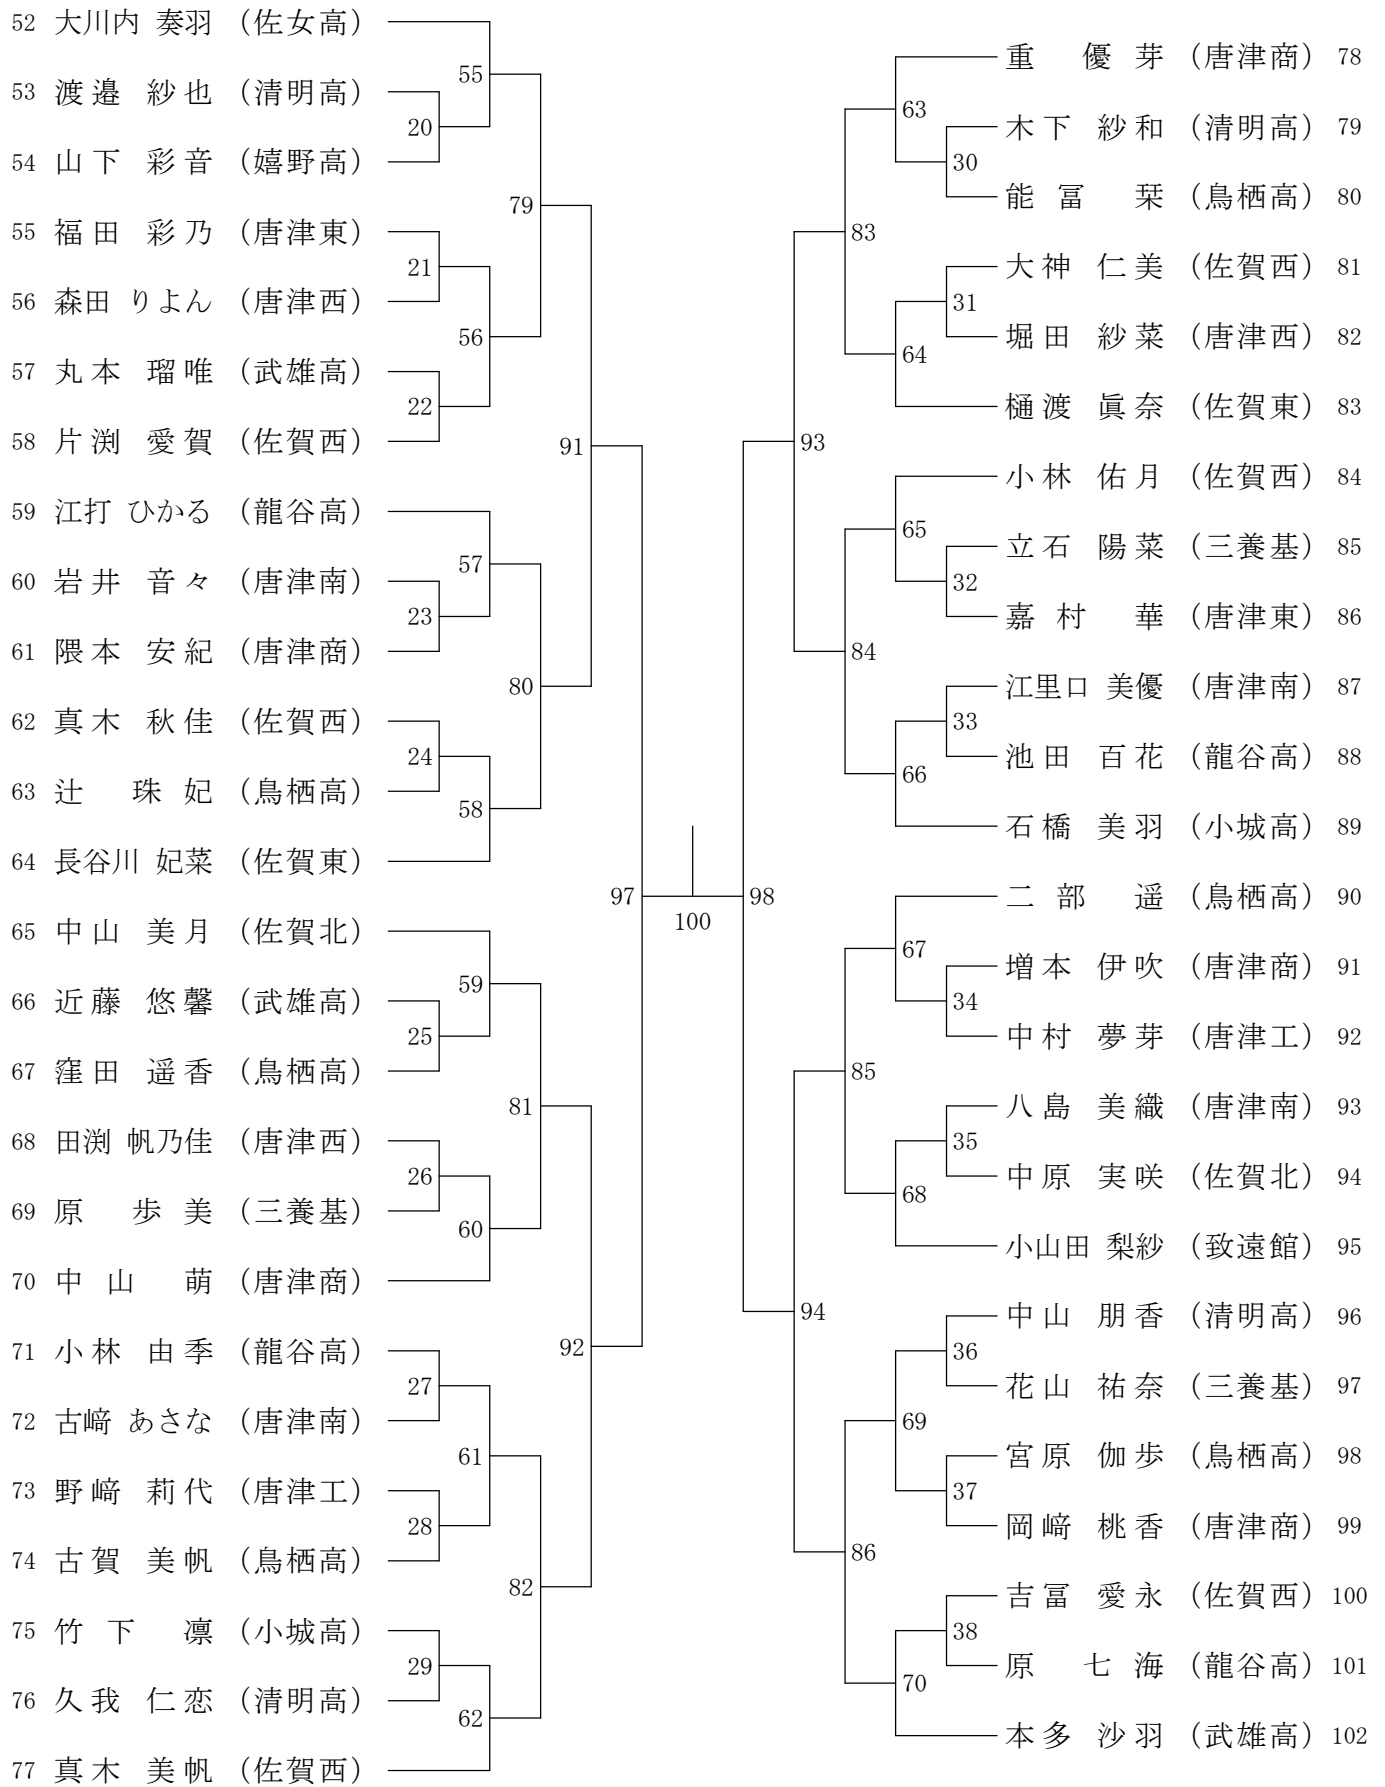 52 大川内 奏羽 (佐女高)
53 渡邉 紗也 (清明高)
54 山下 彩音 (嬉野高)
55 福田 彩乃 (唐津東)
56 森田 りよん (唐津西)
57 丸本 瑠唯 (武雄高)
58 片渕 愛賀 (佐賀西)
59 江打 ひかる (龍谷高)
60 岩井 音々 (唐津南)
61 隈本 安紀 (唐津商)
62 真木 秋佳 (佐賀西)
63 辻 珠妃 (鳥栖高)
64 長谷川 妃菜 (佐賀東)
65 中山 美月 (佐賀北)
66 近藤 悠馨 (武雄高)
67 窪田 遥香 (鳥栖高)
68 田渕 帆乃佳 (唐津西)
69 原 歩美 (三養基)
70 中山 萌 (唐津商)
71 小林 由季 (龍谷高)
72 古﨑 あさな (唐津南)
73 野﨑 莉代 (唐津工)
74 古賀 美帆 (鳥栖高)
75 竹下 凛 (小城高)
76 久我 仁恋 (清明高)
77 真木 美帆 (佐賀西)
20
21
22
23
24
25
26
27
28
29
55
56
57
58
59
60
61
62
79
80
81
82
91
92
97
100
98
93
94
83
84
85
86
63
64
65
66
67
68
69
70
30
31
32
33
34
35
36
37
38
重 優芽 (唐津商) 78
木下 紗和 (清明高) 79
能冨 栞 (鳥栖高) 80
大神 仁美 (佐賀西) 81
堀田 紗菜 (唐津西) 82
樋渡 眞奈 (佐賀東) 83
小林 佑月 (佐賀西) 84
立石 陽菜 (三養基) 85
嘉村 華 (唐津東) 86
江里口 美優 (唐津南) 87
池田 百花 (龍谷高) 88
石橋 美羽 (小城高) 89
二部 遥 (鳥栖高) 90
増本 伊吹 (唐津商) 91
中村 夢芽 (唐津工) 92
八島 美織 (唐津南) 93
中原 実咲 (佐賀北) 94
小山田 梨紗 (致遠館) 95
中山 朋香 (清明高) 96
花山 祐奈 (三養基) 97
宮原 伽歩 (鳥栖高) 98
岡﨑 桃香 (唐津商) 99
吉冨 愛永 (佐賀西) 100
原 七海 (龍谷高) 101
本多 沙羽 (武雄高) 102